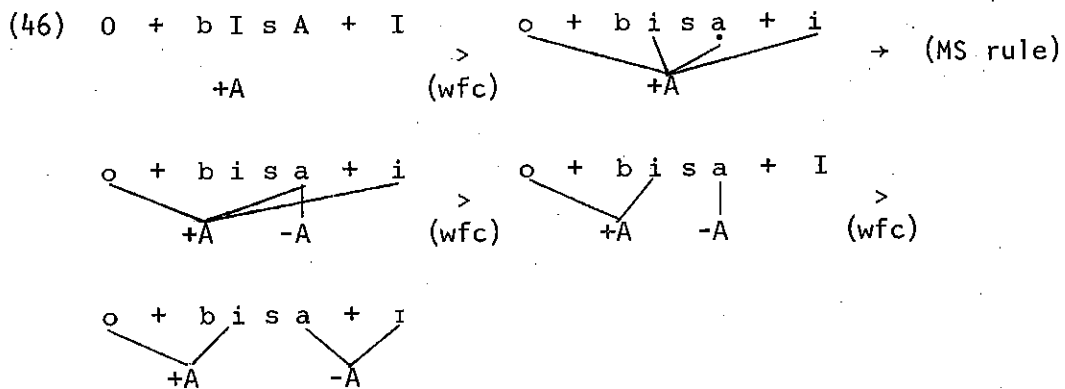 (46) O + b I s A + I > o + b i s ạ + i → (MS rule)
+A (wfc) +A
o + b i s a + i > o + b i s a + I >
+A -A (wfc) +A -A (wfc)
o + b i s a + ɪ
+A -A